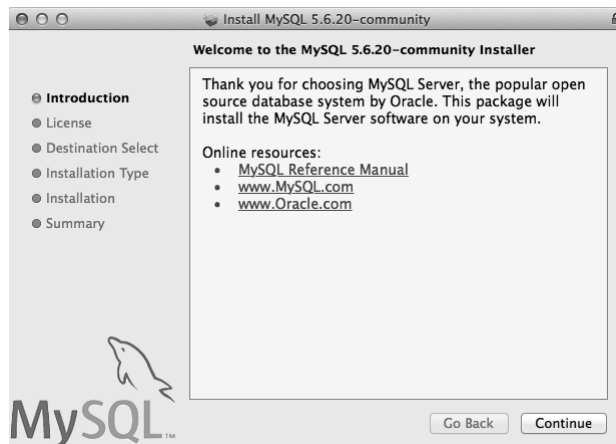 Install MySQL 5.6.20-community
Welcome to the MySQL 5.6.20-community Installer
Introduction
License
Destination Select
Installation Type
Installation
Summary
Thank you for choosing MySQL Server, the popular open
source database system by Oracle. This package will
install the MySQL Server software on your system.
Online resources:
• MySQL Reference Manual
• www.MySQL.com
• www.Oracle.com
MySQL™
Go Back
Continue